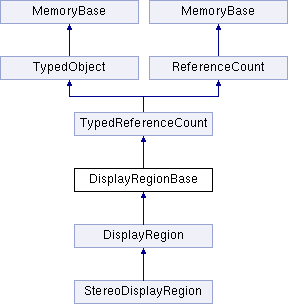 MemoryBase MemoryBase
TypedObject ReferenceCount
TypedReferenceCount
DisplayRegionBase
DisplayRegion
StereoDisplayRegion